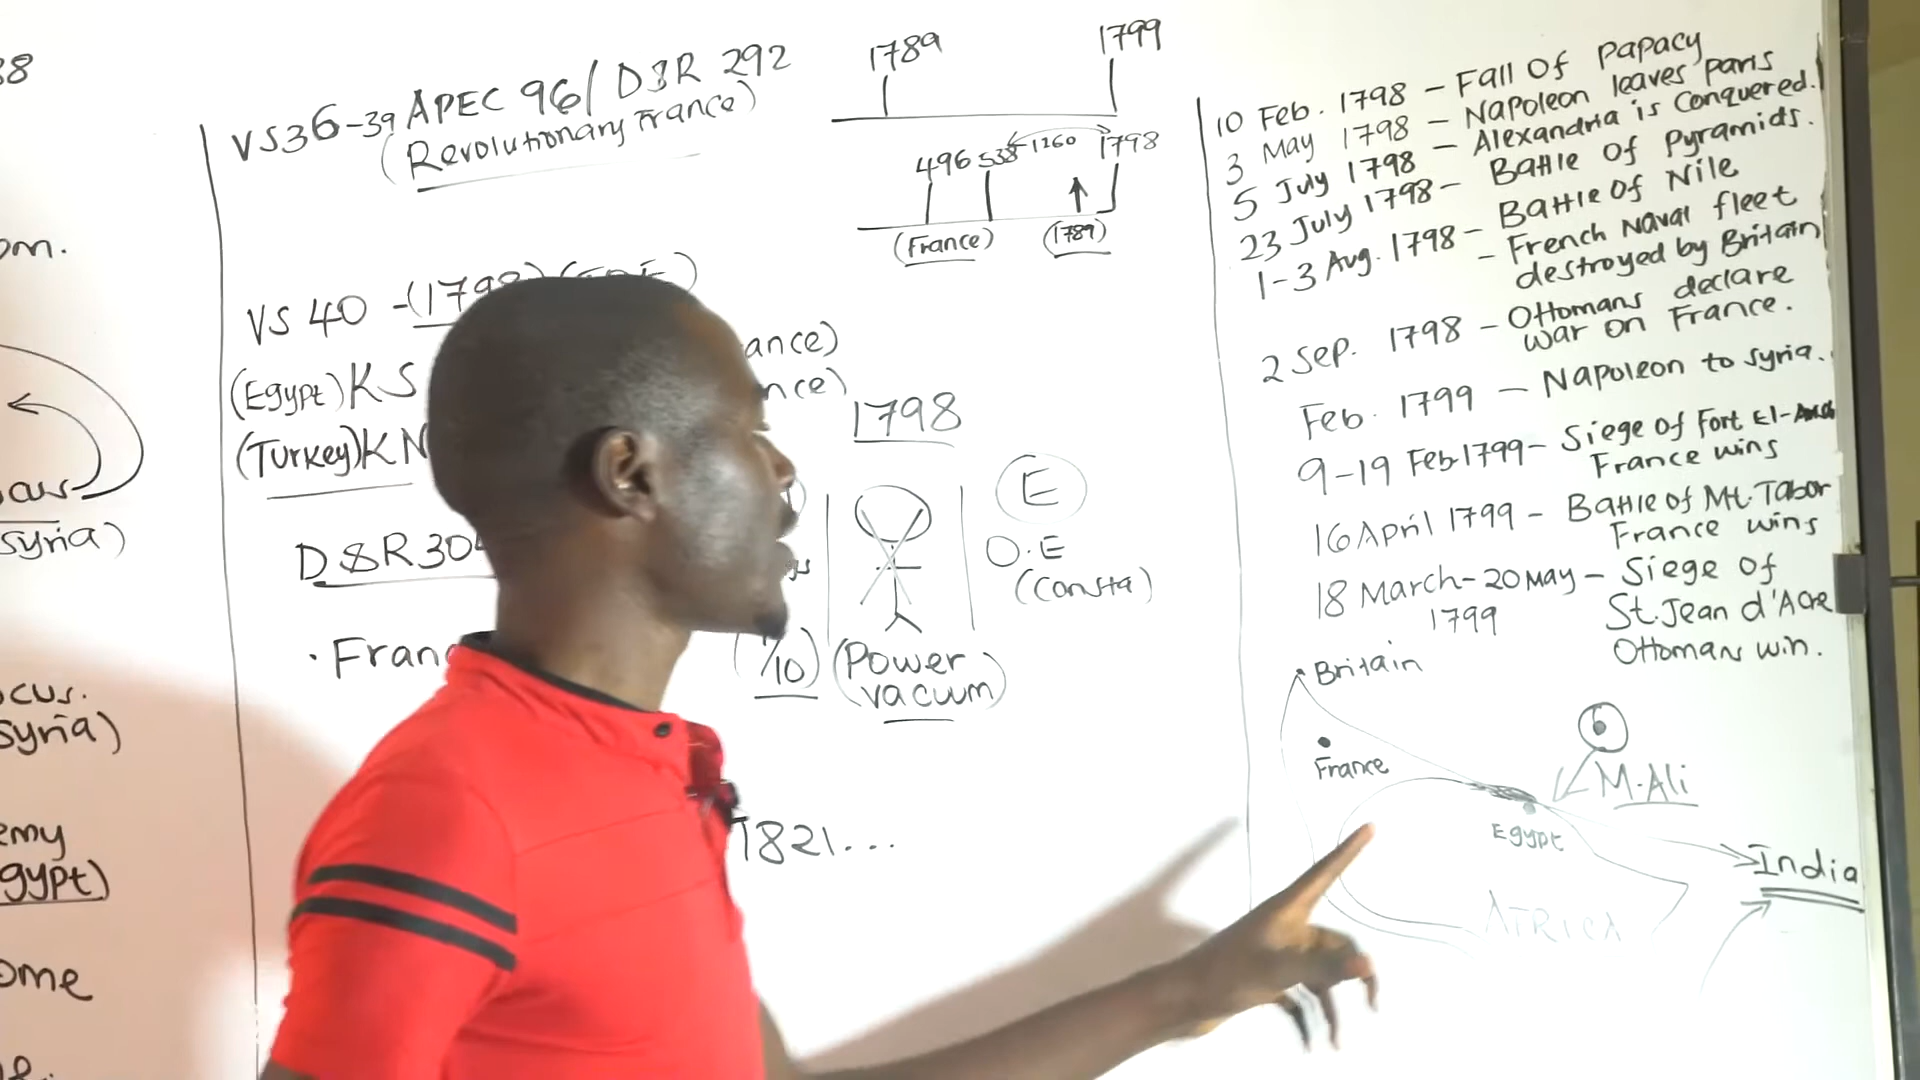 38
om.
syria)
ocus.
syria)
emy
gypt)
ome
VS36-39 APEC 96/ D&R 292
(Revolutionary France)
VS 40 -(1798)
(Egypt) KS
ance)
(Turkey) KN
nce)
D&R 304
· Fran
1/10)
(Power
vacuum)
1821...
1789
1799
496
538
1260
1798
(France)
(1789)
1798
E
O.E
(Consta)
10 Feb. 1798 - Fall Of Papacy
3 May 1798 - Napoleon leaves Paris
5 July 1798 - Alexandria is Conquered.
23 July 1798 - Battle Of Pyramids.
1-3 Aug. 1798 - Battle Of Nile
- French Naval fleet
destroyed by Britain
2 Sep. 1798 - Ottomans declare
war on France.
Feb. 1799 - Napoleon to Syria.
9-19 Feb 1799- Siege of Fort El-
France wins
16 April 1799 - Battle of Mt. Tabor
France wins
18 March-20 May - Siege of
1799
St. Jean d'Acre
Ottomans win.
Britain
France
M.Ali
Egypt
India
AFRICA